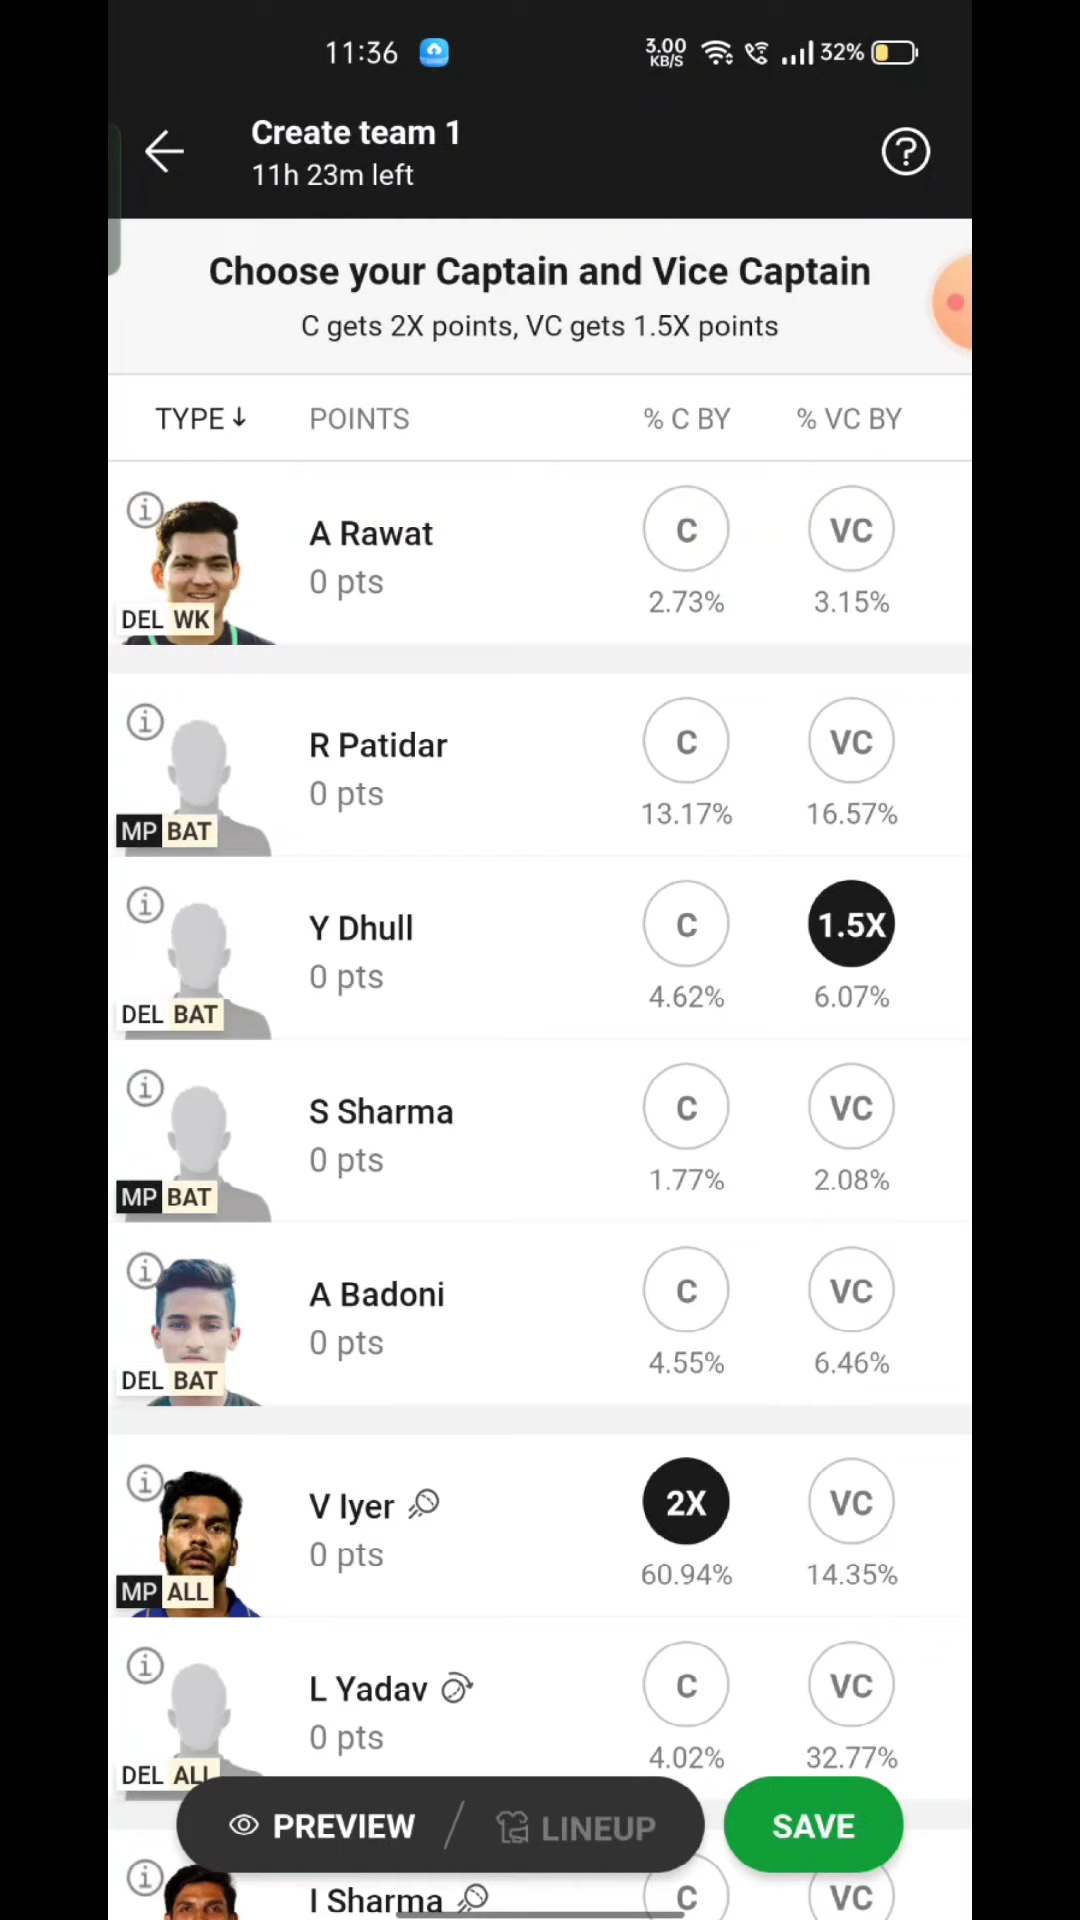 11:36
3.00 KB/S
32%
Create team 1
11h 23m left
?
Choose your Captain and Vice Captain
C gets 2X points, VC gets 1.5X points
TYPE↓ POINTS % C BY % VC BY
i
A Rawat C VC
0 pts 2.73% 3.15%
DEL WK
i
R Patidar C VC
0 pts 13.17% 16.57%
MP BAT
i
Y Dhull C 1.5X
0 pts 4.62% 6.07%
DEL BAT
i
S Sharma C VC
0 pts 1.77% 2.08%
MP BAT
i
A Badoni C VC
0 pts 4.55% 6.46%
DEL BAT
i
V Iyer 2X VC
0 pts 60.94% 14.35%
MP ALL
i
L Yadav C VC
0 pts 4.02% 32.77%
DEL ALL
PREVIEW / LINEUP SAVE
i
I Sharma C VC